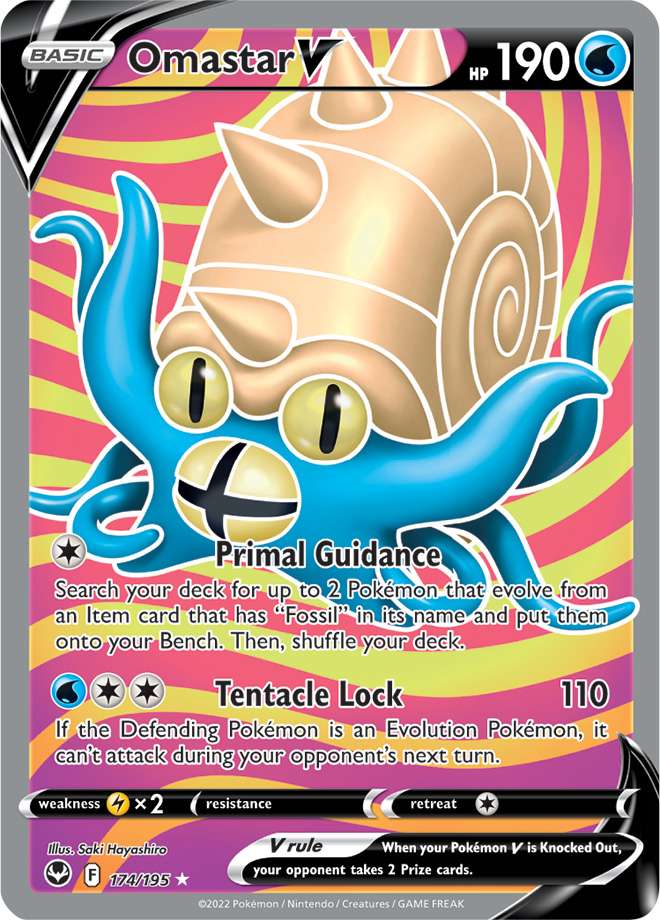 BASIC Omastar V HP 190
Primal Guidance
Search your deck for up to 2 Pokémon that evolve from
an Item card that has “Fossil” in its name and put them
onto your Bench. Then, shuffle your deck.
Tentacle Lock 110
If the Defending Pokémon is an Evolution Pokémon, it
can’t attack during your opponent’s next turn.
weakness ×2 resistance retreat
Illus. Saki Hayashiro
V rule When your Pokémon V is Knocked Out,
your opponent takes 2 Prize cards.
F 174/195 ★
©2022 Pokémon / Nintendo / Creatures / GAME FREAK